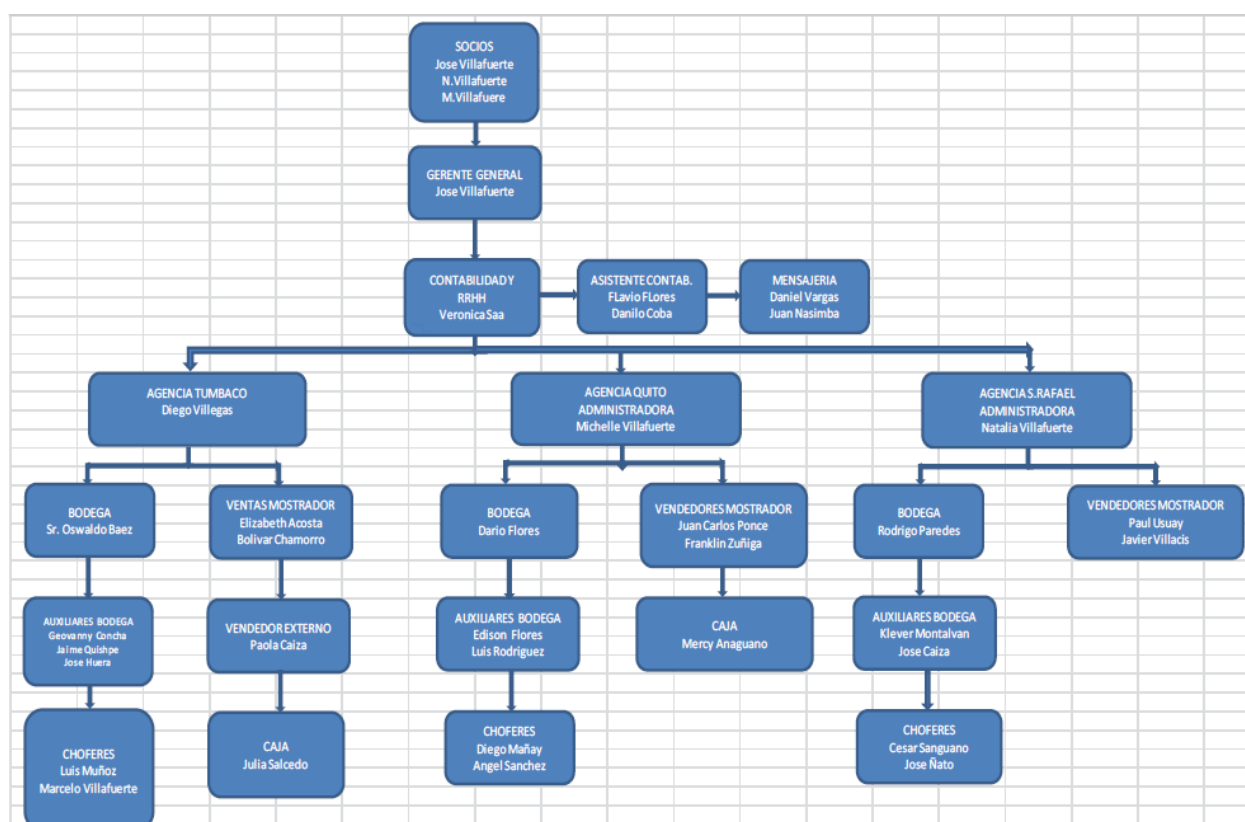 SOCIOS
Jose Villafuerte
N.Villafuerte
M.Villafuere
GERENTE GENERAL
Jose Villafuerte
CONTABILIDAD Y
RRHH
Veronica Saa
ASISTENTE CONTAB.
FLavio FLores
Danilo Coba
MENSAJERIA
Daniel Vargas
Juan Nasimba
AGENCIA TUMBACO
Diego Villegas
AGENCIA QUITO
ADMINISTRADORA
Michelle Villafuerte
AGENCIA S.RAFAEL
ADMINISTRADORA
Natalia Villafuerte
BODEGA
Sr. Oswaldo Baez
VENTAS MOSTRADOR
Elizabeth Acosta
Bolivar Chamorro
BODEGA
Dario Flores
VENDEDORES MOSTRADOR
Juan Carlos Ponce
Franklin Zuñiga
BODEGA
Rodrigo Paredes
VENDEDORES MOSTRADOR
Paul Usuay
Javier Villacis
AUXILIARES BODEGA
Geovanny Concha
Jaime Quishpe
Jose Huera
VENDEDOR EXTERNO
Paola Caiza
AUXILIARES BODEGA
Edison Flores
Luis Rodriguez
CAJA
Mercy Anaguano
AUXILIARES BODEGA
Klever Montalvan
Jose Caiza
CHOFERES
Luis Muñoz
Marcelo Villafuerte
CAJA
Julia Salcedo
CHOFERES
Diego Mañay
Angel Sanchez
CHOFERES
Cesar Sanguano
Jose Ñato